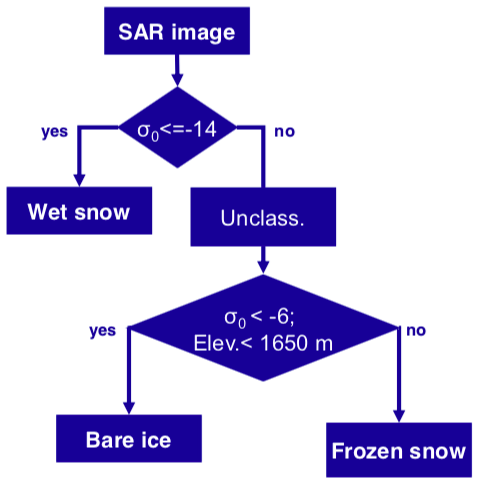 SAR image
σ0<=-14
yes
no
Wet snow
Unclass.
σ0 < -6;
Elev.< 1650 m
yes
no
Bare ice
Frozen snow